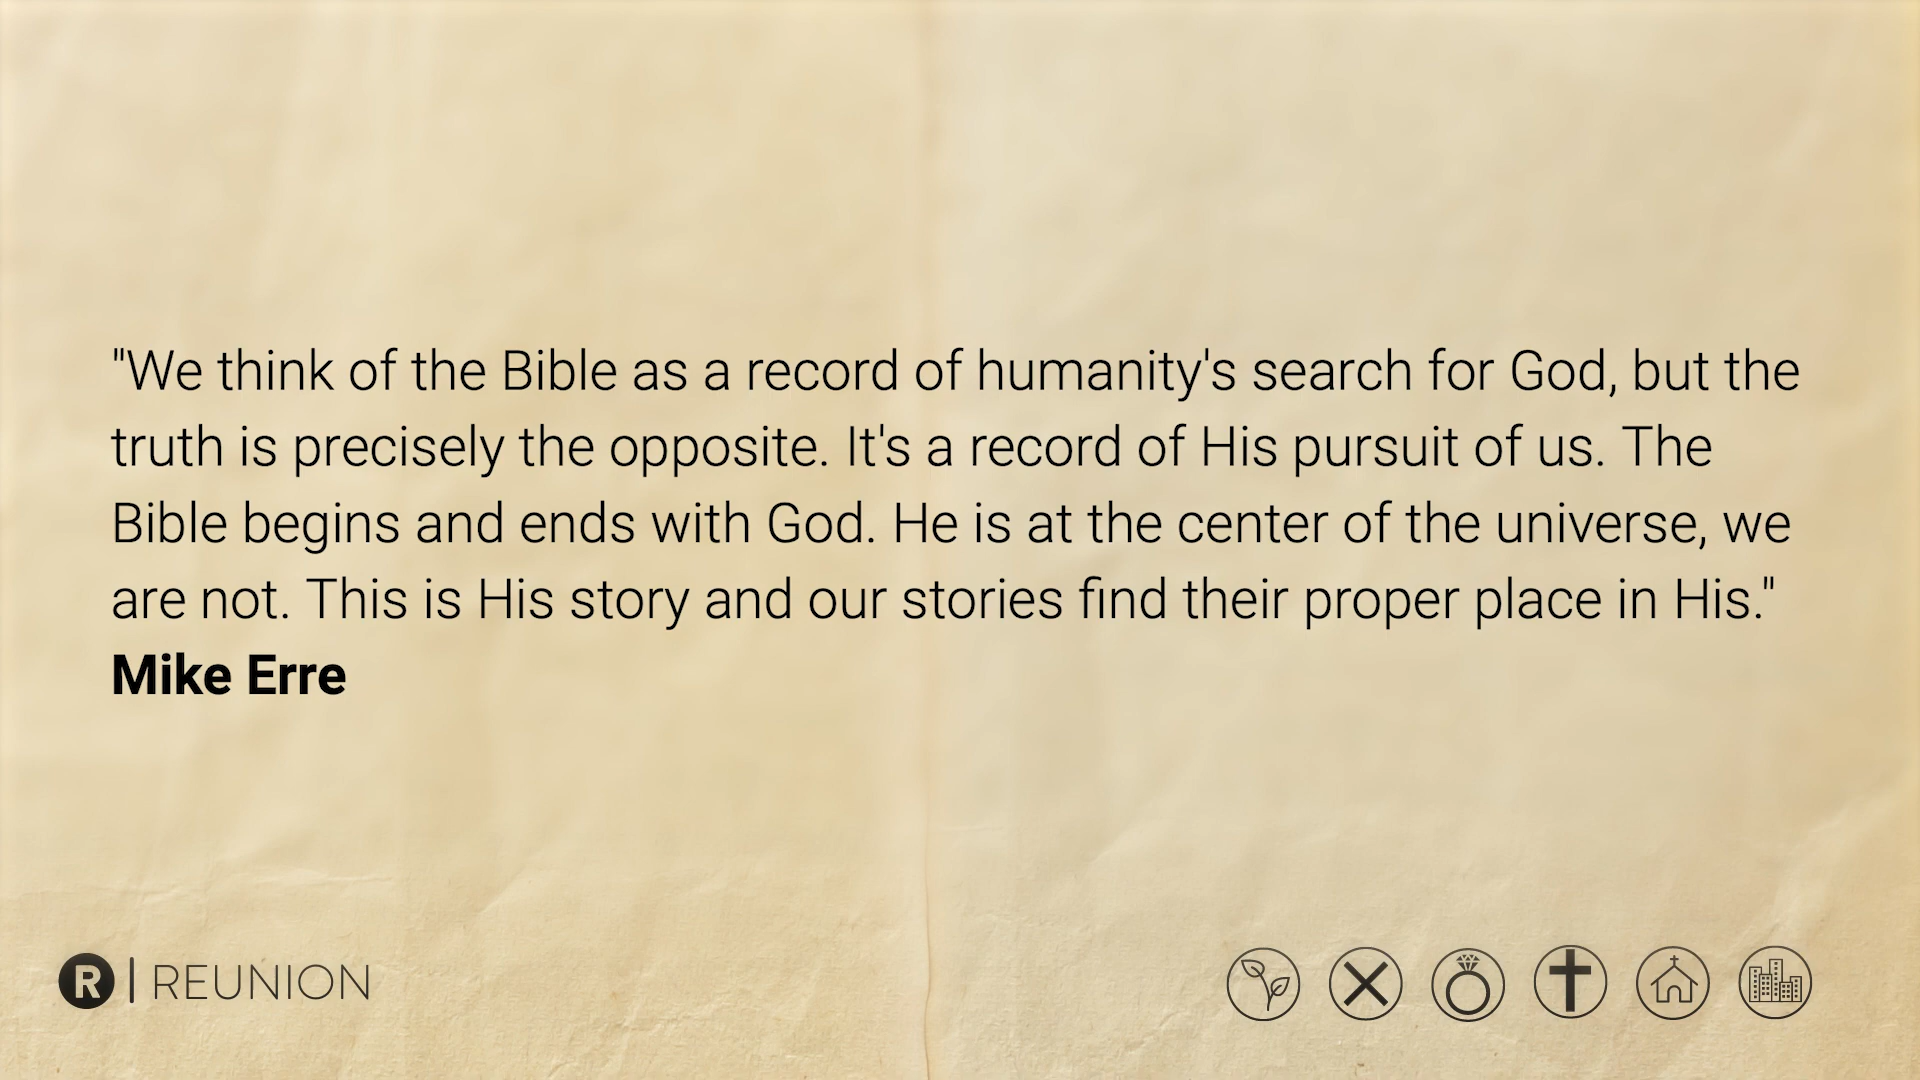 "We think of the Bible as a record of humanity's search for God, but the
truth is precisely the opposite. It's a record of His pursuit of us. The
Bible begins and ends with God. He is at the center of the universe, we
are not. This is His story and our stories find their proper place in His."
Mike Erre
R | REUNION